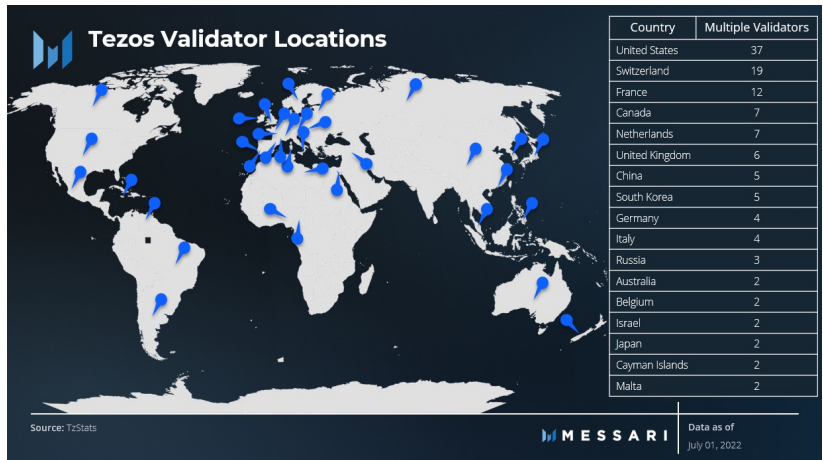 Tezos Validator Locations
Country Multiple Validators
United States 37
Switzerland 19
France 12
Canada 7
Netherlands 7
United Kingdom 6
China 5
South Korea 5
Germany 4
Italy 4
Russia 3
Australia 2
Belgium 2
Israel 2
Japan 2
Cayman Islands 2
Malta 2
Source: TzStats
MESSARI
Data as of
July 01, 2022